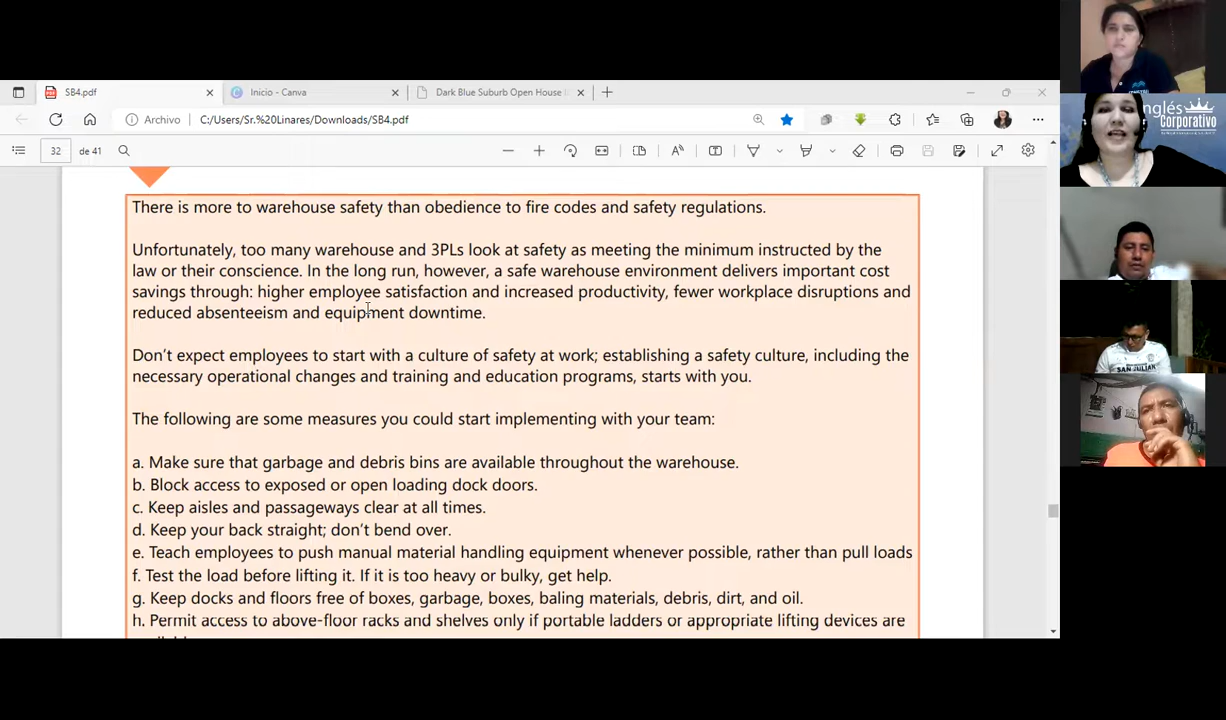 SB4.pdf
Inicio - Canva
Dark Blue Suburb Open House
Archivo
C:/Users/Sr.%20Linares/Downloads/SB4.pdf
32
de 41
There is more to warehouse safety than obedience to fire codes and safety regulations.
Unfortunately, too many warehouse and 3PLs look at safety as meeting the minimum instructed by the
law or their conscience. In the long run, however, a safe warehouse environment delivers important cost
savings through: higher employee satisfaction and increased productivity, fewer workplace disruptions and
reduced absenteeism and equipment downtime.
Don't expect employees to start with a culture of safety at work; establishing a safety culture, including the
necessary operational changes and training and education programs, starts with you.
The following are some measures you could start implementing with your team:
a. Make sure that garbage and debris bins are available throughout the warehouse.
b. Block access to exposed or open loading dock doors.
c. Keep aisles and passageways clear at all times.
d. Keep your back straight; don't bend over.
e. Teach employees to push manual material handling equipment whenever possible, rather than pull loads
f. Test the load before lifting it. If it is too heavy or bulky, get help.
g. Keep docks and floors free of boxes, garbage, boxes, baling materials, debris, dirt, and oil.
h. Permit access to above-floor racks and shelves only if portable ladders or appropriate lifting devices are
nglés
Corporativo
SAN JULIAN